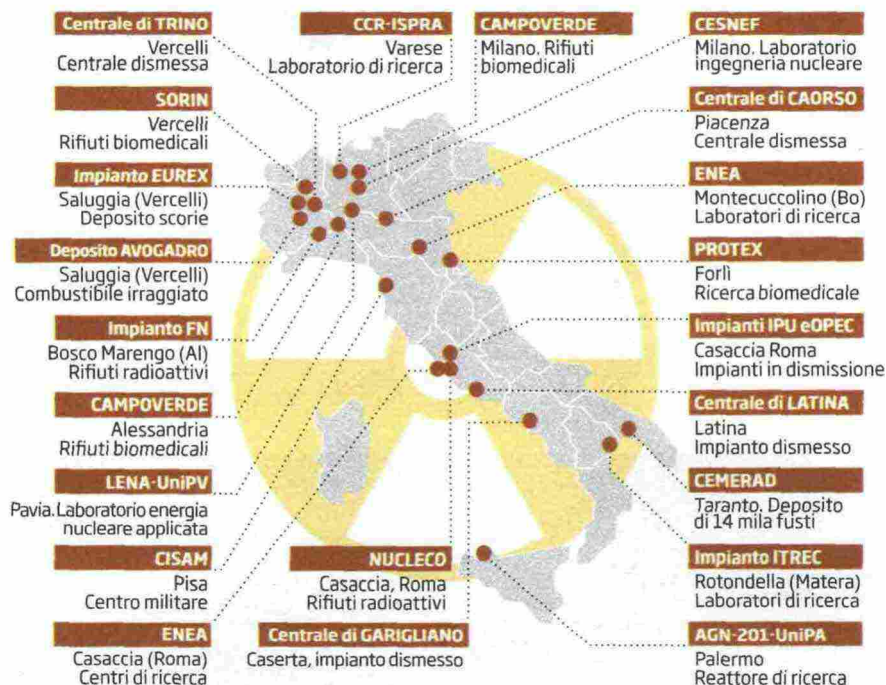 Centrale di TRINO
Vercelli
Centrale dismessa
SORIN
Vercelli
Rifiuti biomedicali
Impianto EUREX
Saluggia (Vercelli)
Deposito scorie
Deposito AVOGADRO
Saluggia (Vercelli)
Combustibile irraggiato
Impianto FN
Bosco Marengo (Al)
Rifiuti radioattivi
CAMPOVERDE
Alessandria
Rifiuti biomedicali
LENA-UniPV
Pavia. Laboratorio energia
nucleare applicata
CISAM
Pisa
Centro militare
ENEA
Casaccia (Roma)
Centri di ricerca
CCR-ISPRA
Varese
Laboratorio di ricerca
CAMPOVERDE
Milano. Rifiuti
biomedicali
NUCLECO
Casaccia, Roma
Rifiuti radioattivi
Centrale di GARIGLIANO
Caserta, impianto dismesso
CESNEF
Milano. Laboratorio
ingegneria nucleare
Centrale di CAORSO
Piacenza
Centrale dismessa
ENEA
Montecuccolino (Bo)
Laboratori di ricerca
PROTEX
Forlì
Ricerca biomedicale
Impianti IPU eOPEC
Casaccia Roma
Impianti in dismissione
Centrale di LATINA
Latina
Impianto dismesso
CEMERAD
Taranto. Deposito
di 14 mila fusti
Impianto ITREC
Rotondella (Matera)
Laboratori di ricerca
AGN-201-UniPA
Palermo
Reattore di ricerca